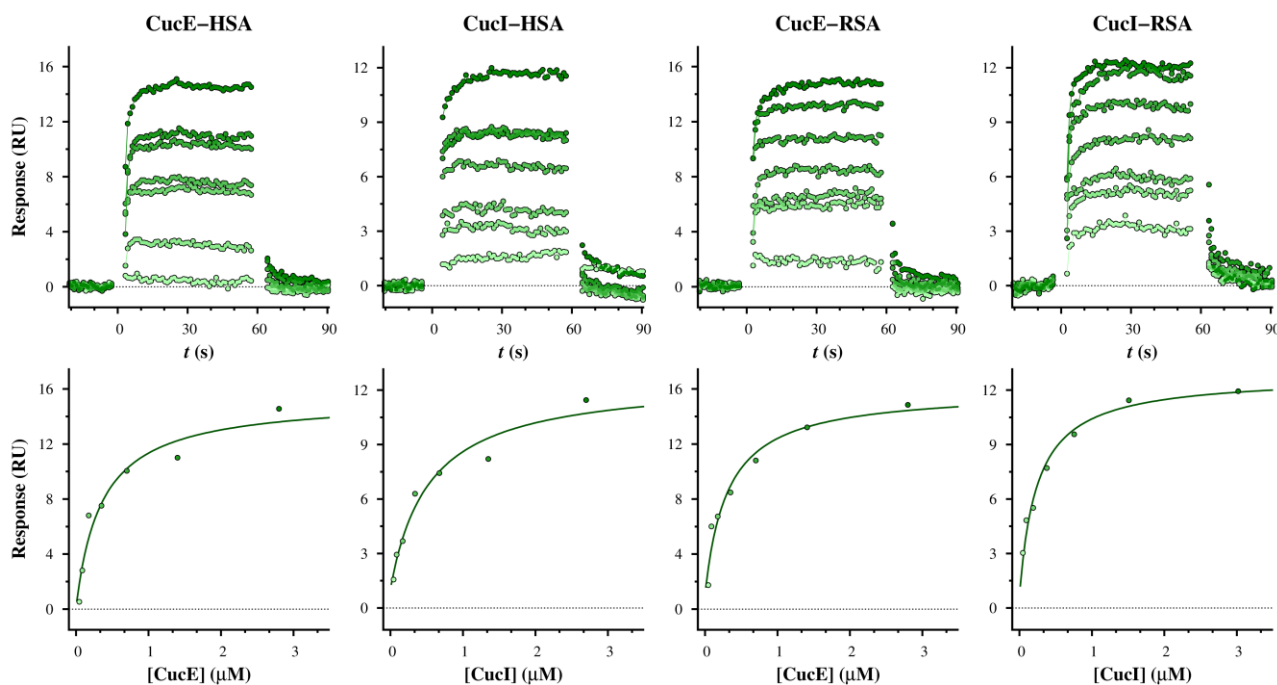 CucE−HSA CucI−HSA CucE−RSA CucI−RSA
Response (RU)
16 12 8 4 0
12 9 6 3 0
16 12 8 4 0
12 9 6 3 0
0 30 60 90
0 30 60 90
0 30 60 90
0 30 60 90
t (s) t (s) t (s) t (s)
Response (RU)
16 12 8 4 0
12 9 6 3 0
16 12 8 4 0
12 9 6 3 0
0 1 2 3
0 1 2 3
0 1 2 3
0 1 2 3
[CucE] (μM) [CucI] (μM) [CucE] (μM) [CucI] (μM)